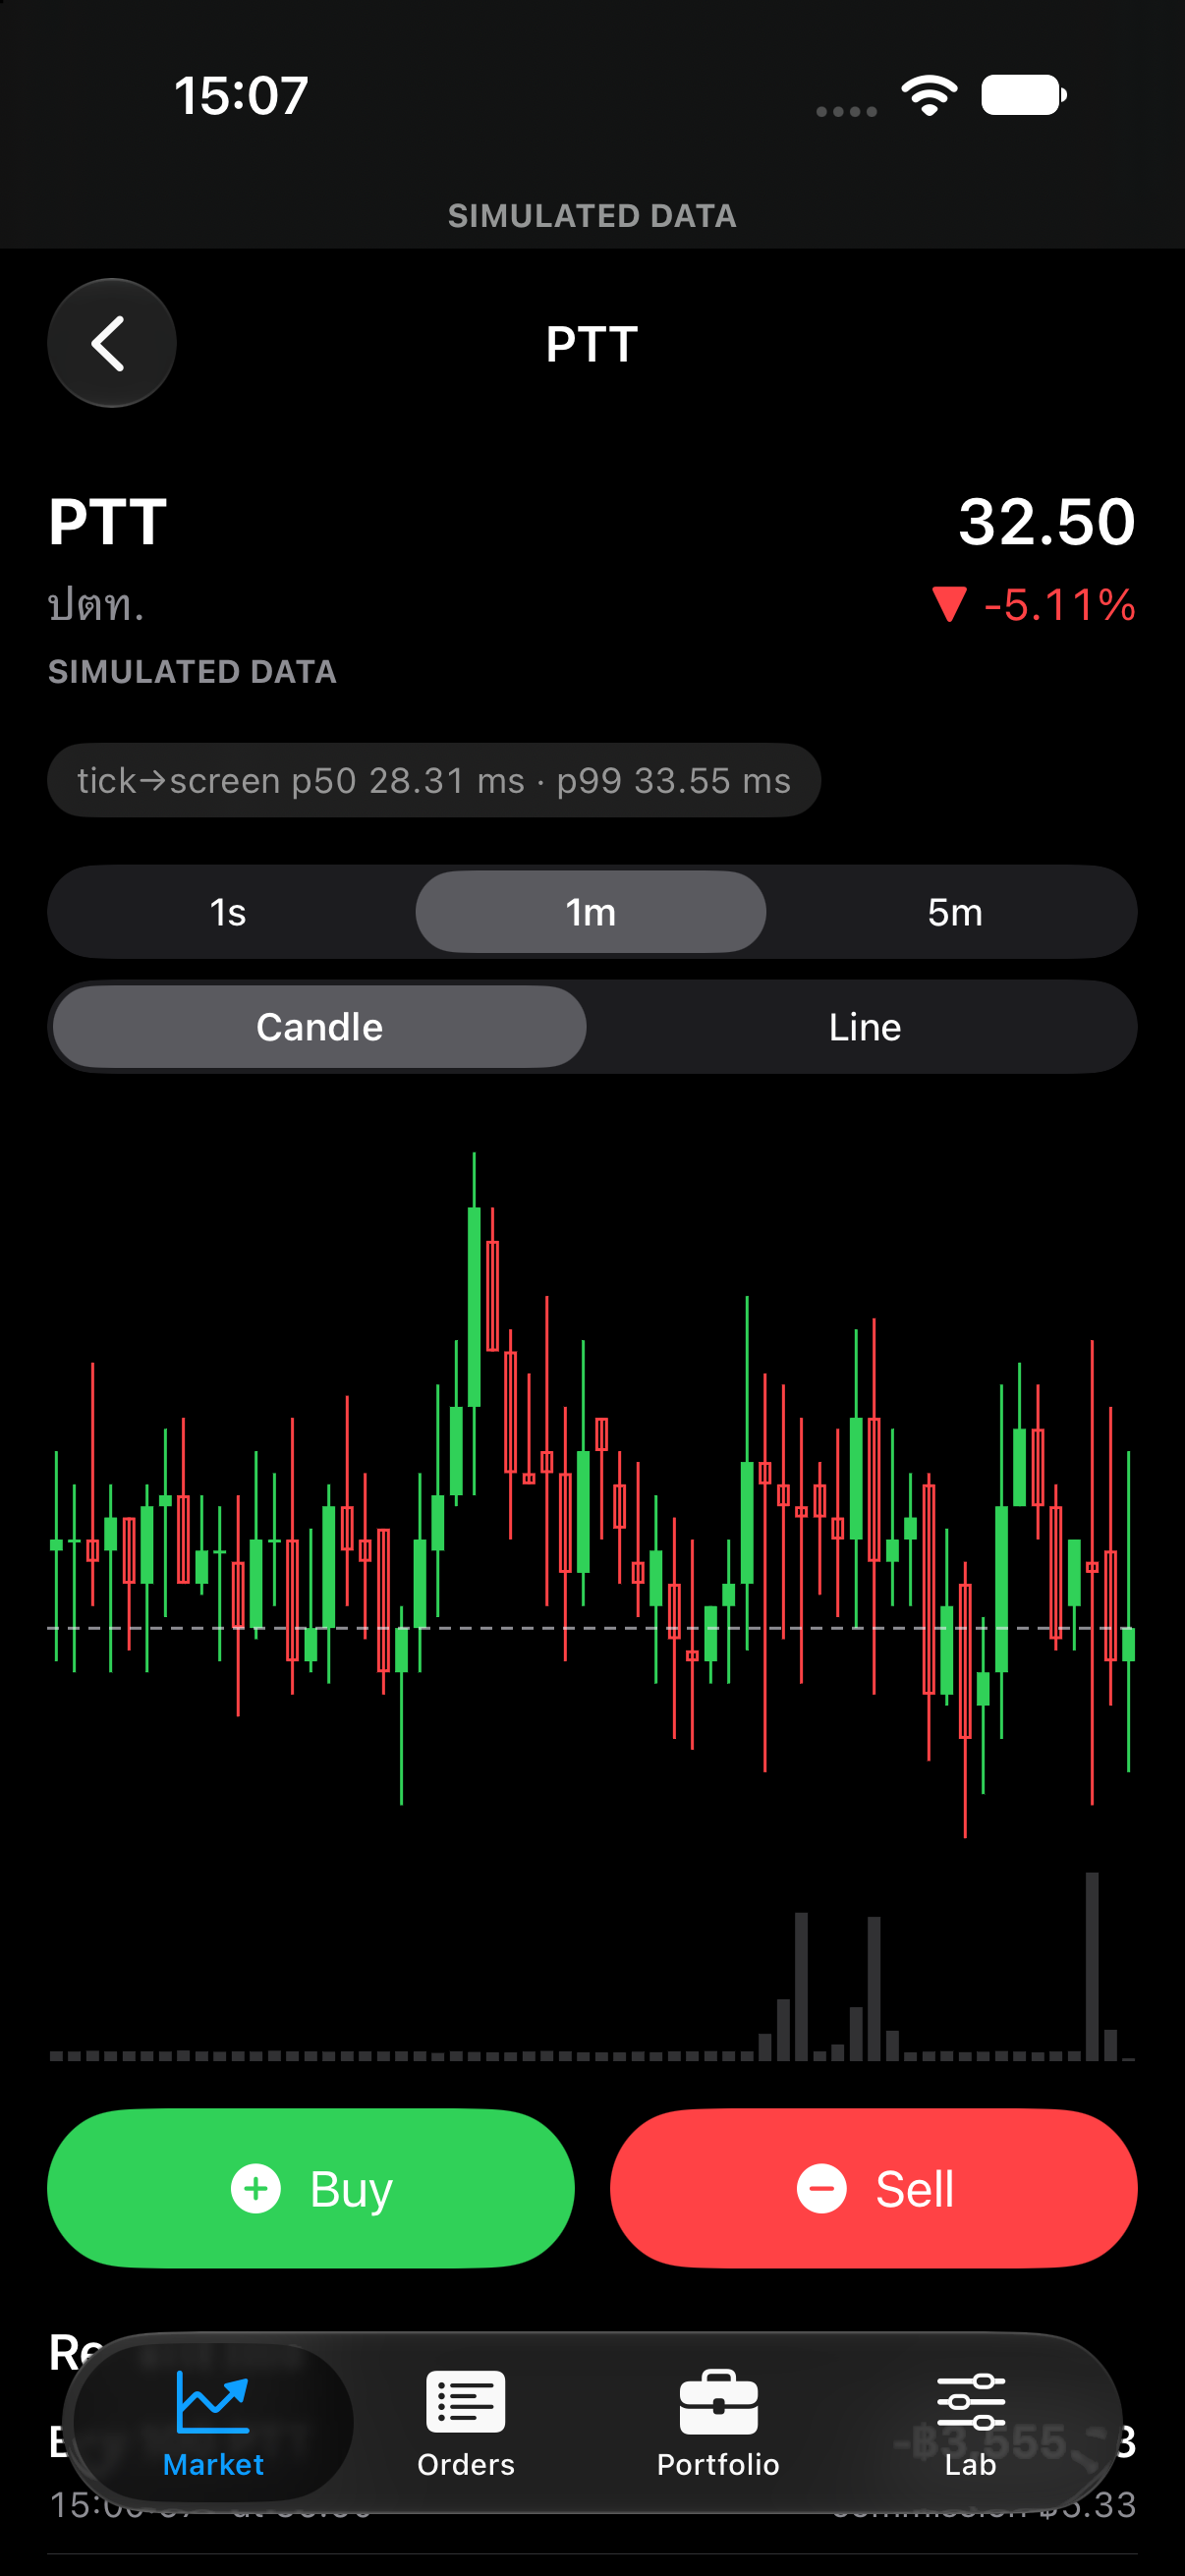 15:07
SIMULATED DATA
PTT
PTT 32.50
ปตท. -5.11%
SIMULATED DATA
tick→screen p50 28.31 ms · p99 33.55 ms
1s 1m 5m
Candle Line
Buy Sell
Market Orders Portfolio Lab